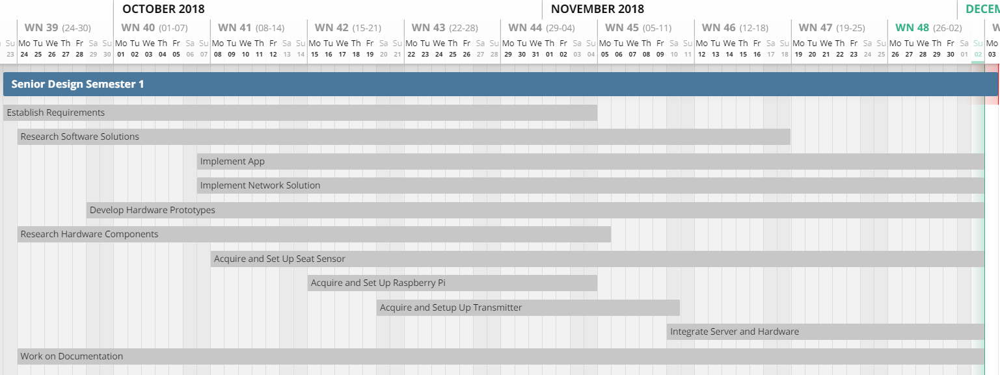 OCTOBER 2018 NOVEMBER 2018 DECEM
WN 39 (24-30) WN 40 (01-07) WN 41 (08-14) WN 42 (15-21) WN 43 (22-28) WN 44 (29-04) WN 45 (05-11) WN 46 (12-18) WN 47 (19-25) WN 48 (26-02) W
Su Mo Tu We Th Fr Sa Su Mo Tu We Th Fr Sa Su Mo Tu We Th Fr Sa Su Mo Tu We Th Fr Sa Su Mo Tu We Th Fr Sa Su Mo Tu We Th Fr Sa Su Mo Tu We Th Fr Sa Su Mo Tu We Th Fr Sa Su Mo Tu We Th Fr Sa Su Mo Tu We Th Fr Sa Su Mo
23 24 25 26 27 28 29 30 01 02 03 04 05 06 07 08 09 10 11 12 13 14 15 16 17 18 19 20 21 22 23 24 25 26 27 28 29 30 31 01 02 03 04 05 06 07 08 09 10 11 12 13 14 15 16 17 18 19 20 21 22 23 24 25 26 27 28 29 30 01 02 03
Senior Design Semester 1
Establish Requirements
Research Software Solutions
Implement App
Implement Network Solution
Develop Hardware Prototypes
Research Hardware Components
Acquire and Set Up Seat Sensor
Acquire and Set Up Raspberry Pi
Acquire and Setup Up Transmitter
Integrate Server and Hardware
Work on Documentation